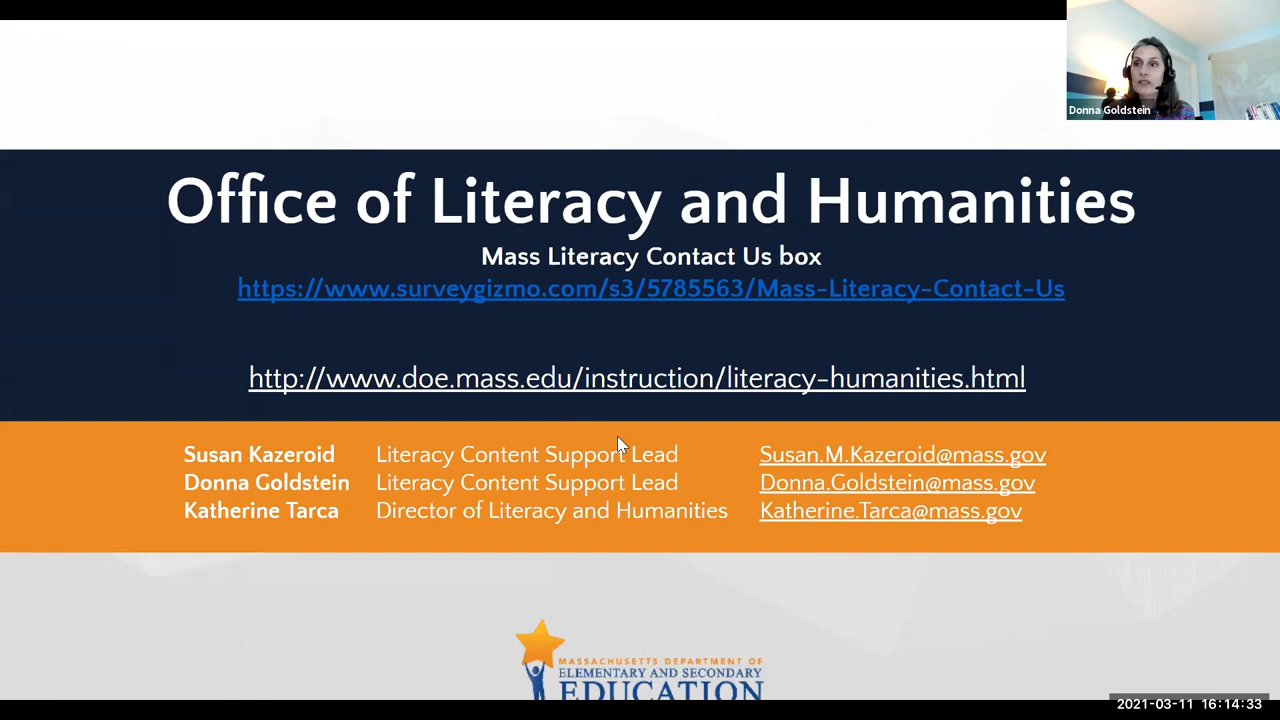 Donna Goldstein
Office of Literacy and Humanities
Mass Literacy Contact Us box
https://www.surveygizmo.com/s3/5785563/Mass-Literacy-Contact-Us
http://www.doe.mass.edu/instruction/literacy-humanities.html
Susan Kazeroid Literacy Content Support Lead Susan.M.Kazeroid@mass.gov
Donna Goldstein Literacy Content Support Lead Donna.Goldstein@mass.gov
Katherine Tarca Director of Literacy and Humanities Katherine.Tarca@mass.gov
MASSACHUSETTS DEPARTMENT OF
ELEMENTARY AND SECONDARY
EDUCATION
2021-03-11 16:14:33